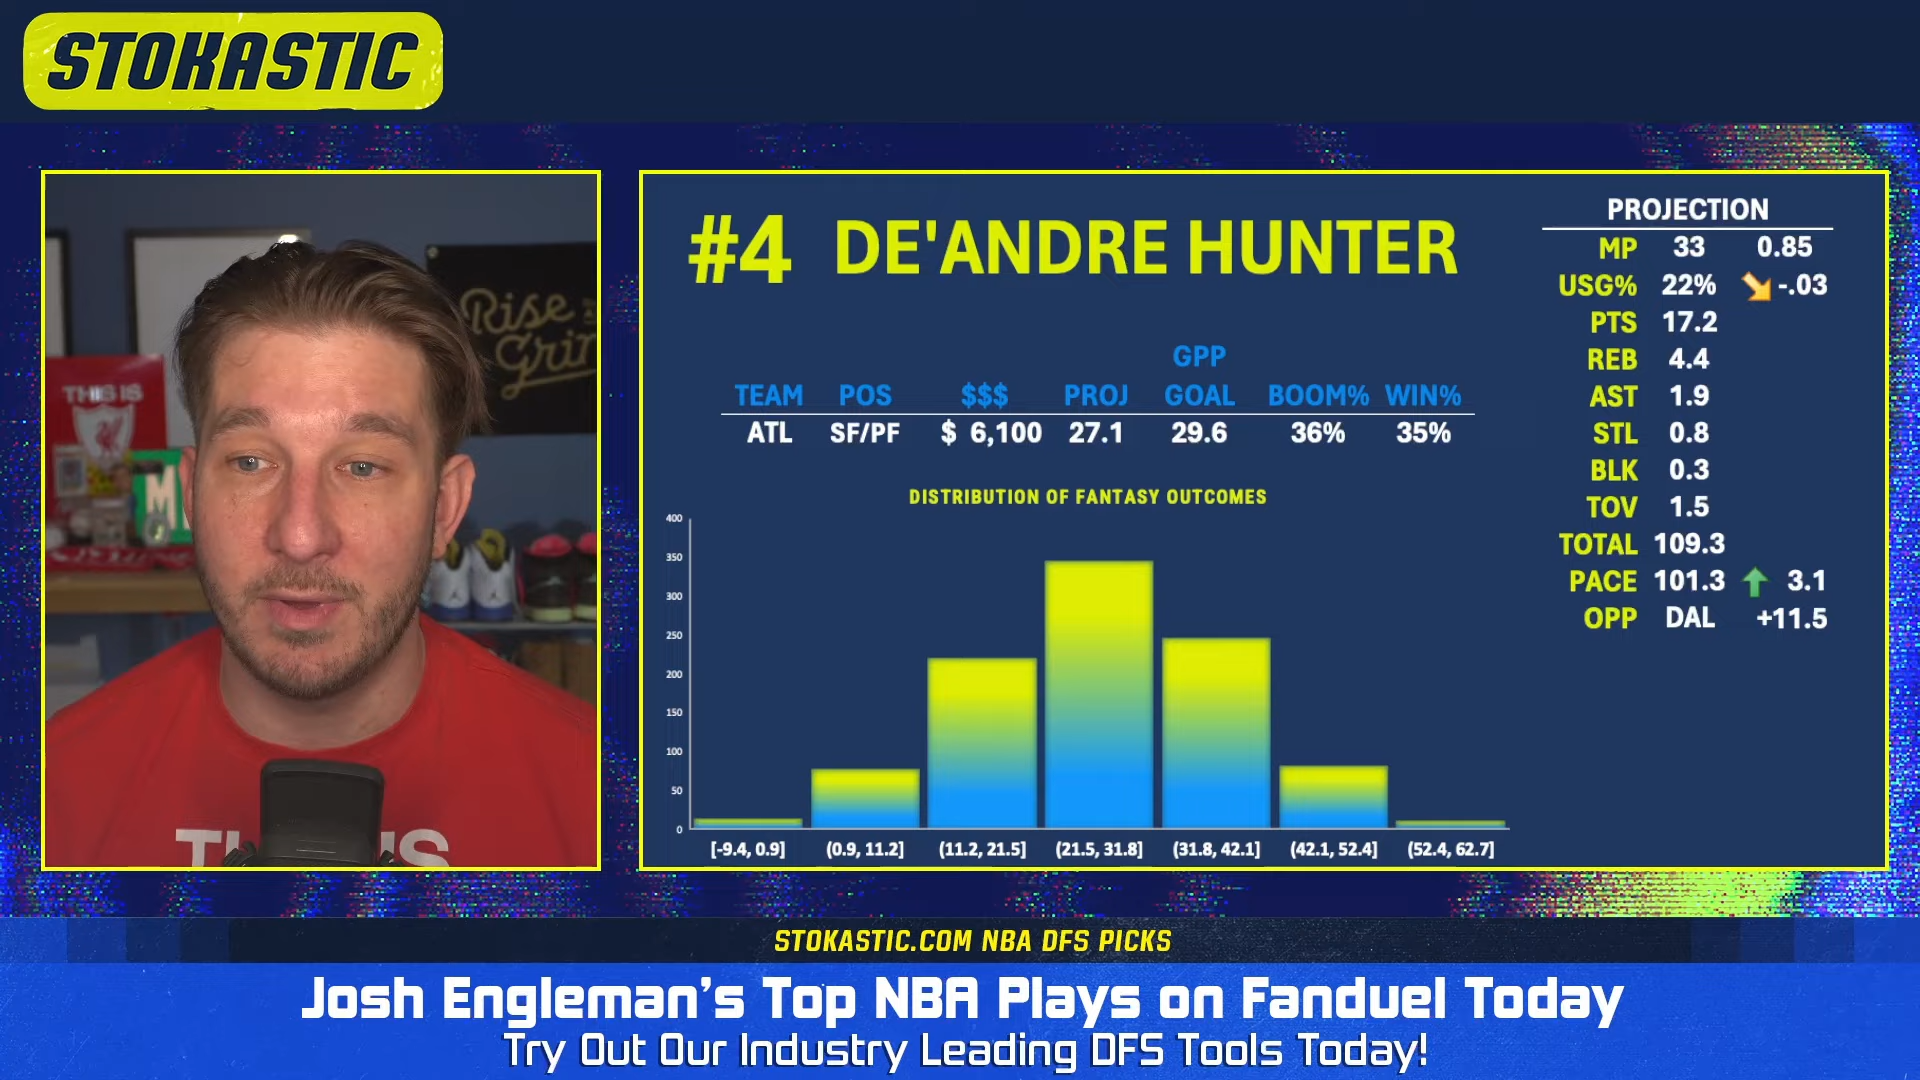 STOKASTIC
Rise &
Grin
THIS IS
M
TH IS
#4 DE'ANDRE HUNTER
GPP
TEAM POS $$$ PROJ GOAL BOOM% WIN%
ATL SF/PF $ 6,100 27.1 29.6 36% 35%
DISTRIBUTION OF FANTASY OUTCOMES
400
350
300
250
200
150
100
50
0
[-9.4, 0.9] (0.9, 11.2] (11.2, 21.5] (21.5, 31.8] (31.8, 42.1] (42.1, 52.4] (52.4, 62.7]
PROJECTION
MP 33 0.85
USG% 22% -.03
PTS 17.2
REB 4.4
AST 1.9
STL 0.8
BLK 0.3
TOV 1.5
TOTAL 109.3
PACE 101.3 3.1
OPP DAL +11.5
STOKASTIC.COM NBA DFS PICKS
Josh Engleman's Top NBA Plays on Fanduel Today
Try Out Our Industry Leading DFS Tools Today!